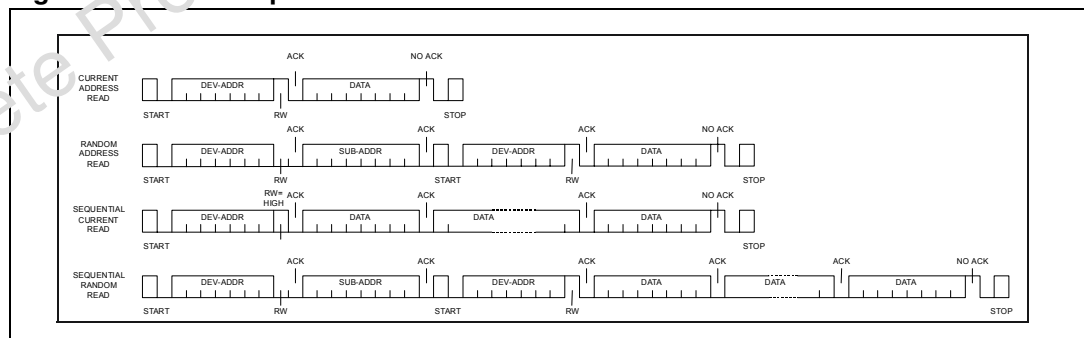 ACK NO ACK
CURRENT
ADDRESS
READ
DEV-ADDR DATA
START RW STOP
ACK ACK ACK NO ACK
RANDOM
ADDRESS
READ
DEV-ADDR SUB-ADDR DEV-ADDR DATA
START RW START RW STOP
RW=
HIGH
ACK ACK ACK NO ACK
SEQUENTIAL
CURRENT
READ
DEV-ADDR DATA DATA DATA
START STOP
ACK ACK ACK ACK ACK NO ACK
SEQUENTIAL
RANDOM
READ
DEV-ADDR SUB-ADDR DEV-ADDR DATA DATA DATA
START RW START RW STOP